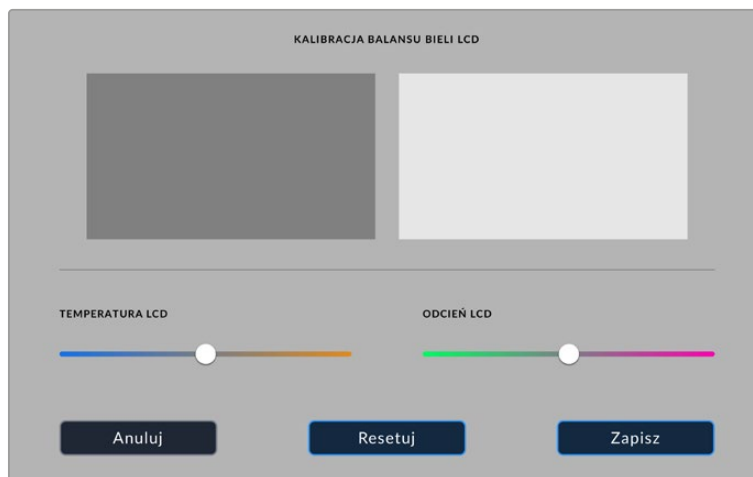 KALIBRACJA BALANSU BIELI LCD
TEMPERATURA LCD
ODCIEŃ LCD
Anuluj
Resetuj
Zapisz